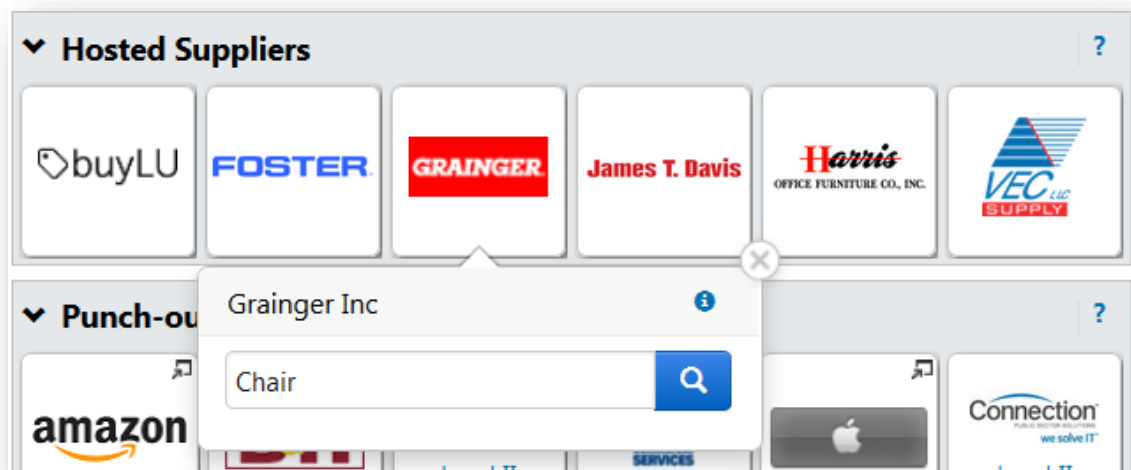 Hosted Suppliers
?
buyLU
FOSTER
GRAINGER
James T. Davis
Harris
OFFICE FURNITURE CO., INC.
VEC LLC
SUPPLY
Grainger Inc
Punch-ou
?
Chair
amazon
SERVICES
Connection
PUBLIC SECTOR SOLUTIONS
we solve IT